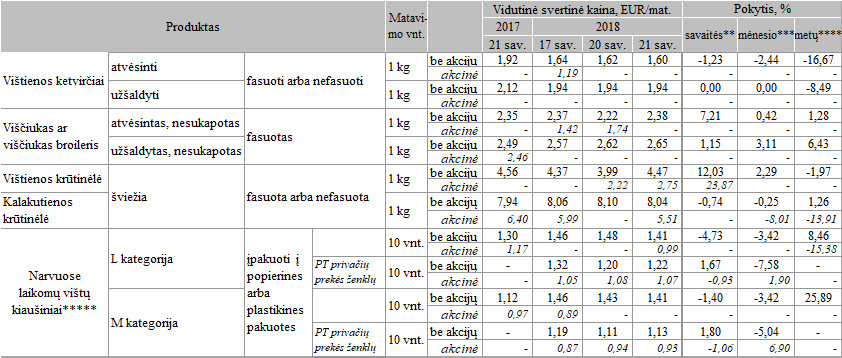 Produktas Matavi- Vidutinė svertinė kaina, EUR/mat. Pokytis, %
mo vnt. 2017 2018 savaitės** mėnesio*** metų****
21 sav. 17 sav. 20 sav. 21 sav.
Vištienos ketvirčiai atvėsinti fasuoti arba nefasuoti 1 kg be akcijų 1,92 1,64 1,62 1,60 -1,23 -2,44 -16,67
akcinė - 1,19 - - - - -
užšaldyti 1 kg be akcijų 2,12 1,94 1,94 1,94 0,00 0,00 -8,49
akcinė - - - - - - -
Viščiukas ar viščiukas broileris atvėsintas, nesukapotas fasuotas 1 kg be akcijų 2,35 2,37 2,22 2,38 7,21 0,42 1,28
akcinė - 1,42 1,74 - - - -
užšaldytas, nesukapotas 1 kg be akcijų 2,49 2,57 2,62 2,65 1,15 3,11 6,43
akcinė 2,46 - - - - - -
Vištienos krūtinėlė šviežia fasuota arba nefasuota 1 kg be akcijų 4,56 4,37 3,99 4,47 12,03 2,29 -1,97
akcinė - - 2,22 2,75 23,87 - -
Kalakutienos krūtinėlė 1 kg be akcijų 7,94 8,06 8,10 8,04 -0,74 -0,25 1,26
akcinė 6,40 5,99 - 5,51 - -8,01 -13,91
Narvuose laikomų vištų kiaušiniai***** L kategorija įpakuoti į popierines arba plastikines pakuotes 10 vnt. be akcijų 1,30 1,46 1,48 1,41 -4,73 -3,42 8,46
akcinė 1,17 - - 0,99 - - -15,38
PT privačių prekės ženklų 10 vnt. be akcijų - 1,32 1,20 1,22 1,67 -7,58 -
akcinė - 1,05 1,08 1,07 -0,93 1,90 -
M kategorija 10 vnt. be akcijų 1,12 1,46 1,43 1,41 -1,40 -3,42 25,89
akcinė 0,97 0,89 - - - - -
PT privačių prekės ženklų 10 vnt. be akcijų - 1,19 1,11 1,13 1,80 -5,04 -
akcinė - 0,87 0,94 0,93 -1,06 6,90 -